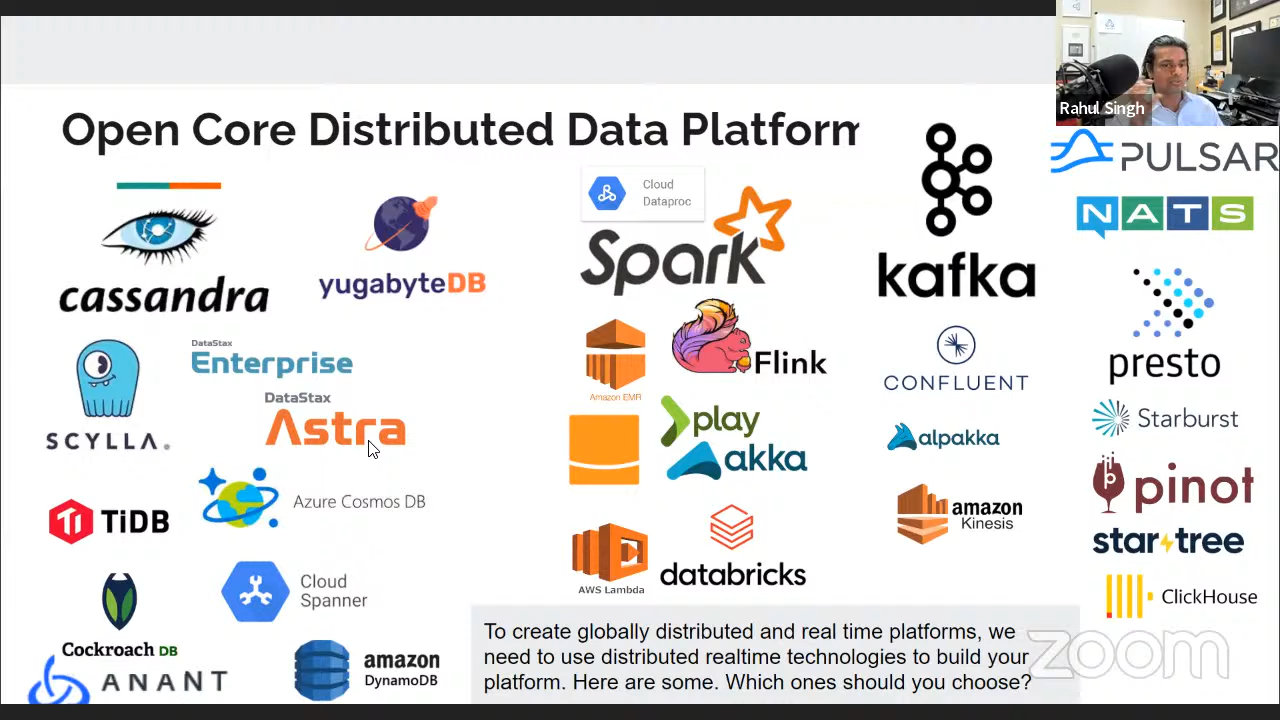 Rahul Singh
Open Core Distributed Data Platform
cassandra
yugabyteDB
SCYLLA.
DataStax
Enterprise
DataStax
Astra
Azure Cosmos DB
TiDB
Cloud
Spanner
Cockroach DB
ANANT
amazon
DynamoDB
Cloud
Dataproc
Spark
Flink
Amazon EMR
play
akka
AWS Lambda
databricks
kafka
CONFLUENT
alpakka
amazon
Kinesis
PULSAR
NATS
presto
Starburst
pinot
star tree
ClickHouse
To create globally distributed and real time platforms, we
need to use distributed realtime technologies to build your
platform. Here are some. Which ones should you choose?
zoom